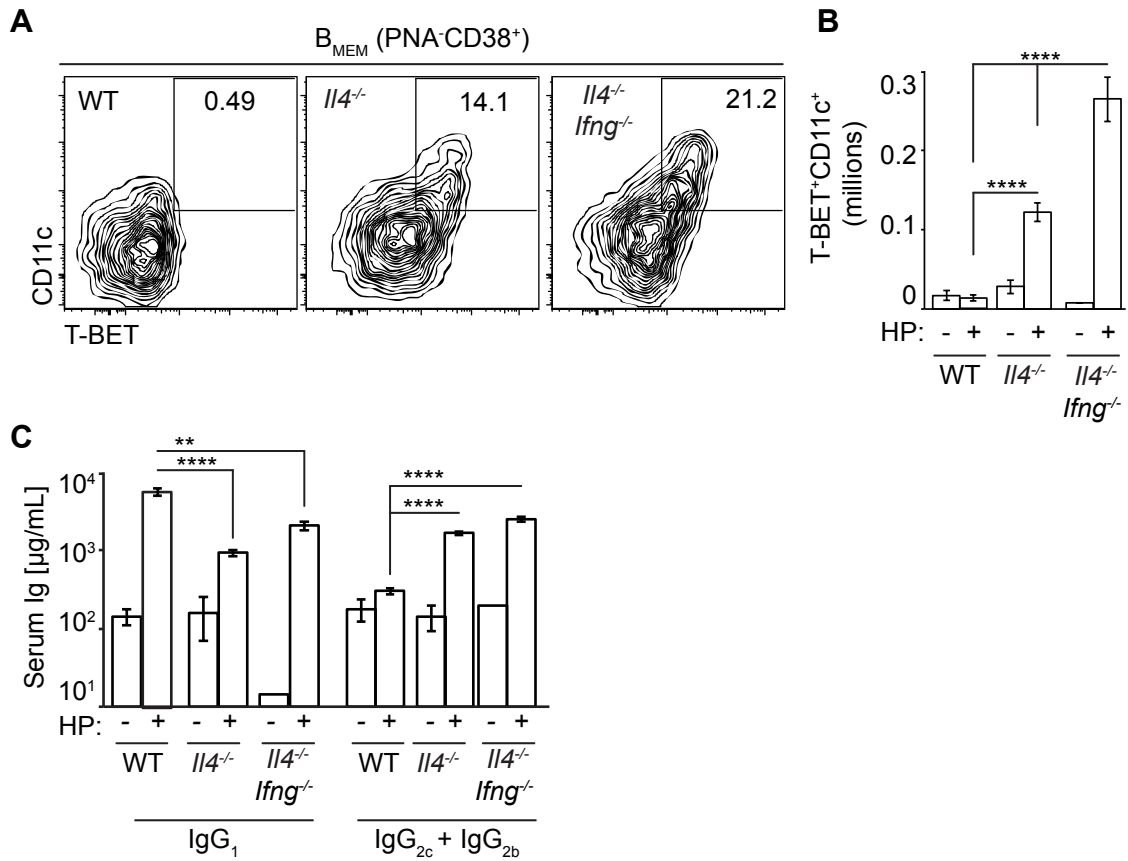 A
B_MEM (PNA⁻CD38⁺)
WT
0.49
Il4⁻/⁻
14.1
Il4⁻/⁻
Ifng⁻/⁻
21.2
CD11c
T-BET
B
****
****
T-BET⁺CD11c⁺
(millions)
0.3
0.2
0.1
0
HP: - + - + - +
WT Il4⁻/⁻ Il4⁻/⁻
Ifng⁻/⁻
C
**
****
****
****
Serum Ig [µg/mL]
10⁴
10³
10²
10¹
HP: - + - + - + - + - + - +
WT Il4⁻/⁻ Il4⁻/⁻ WT Il4⁻/⁻ Il4⁻/⁻
Ifng⁻/⁻ Ifng⁻/⁻
IgG₁ IgG₂c + IgG₂b